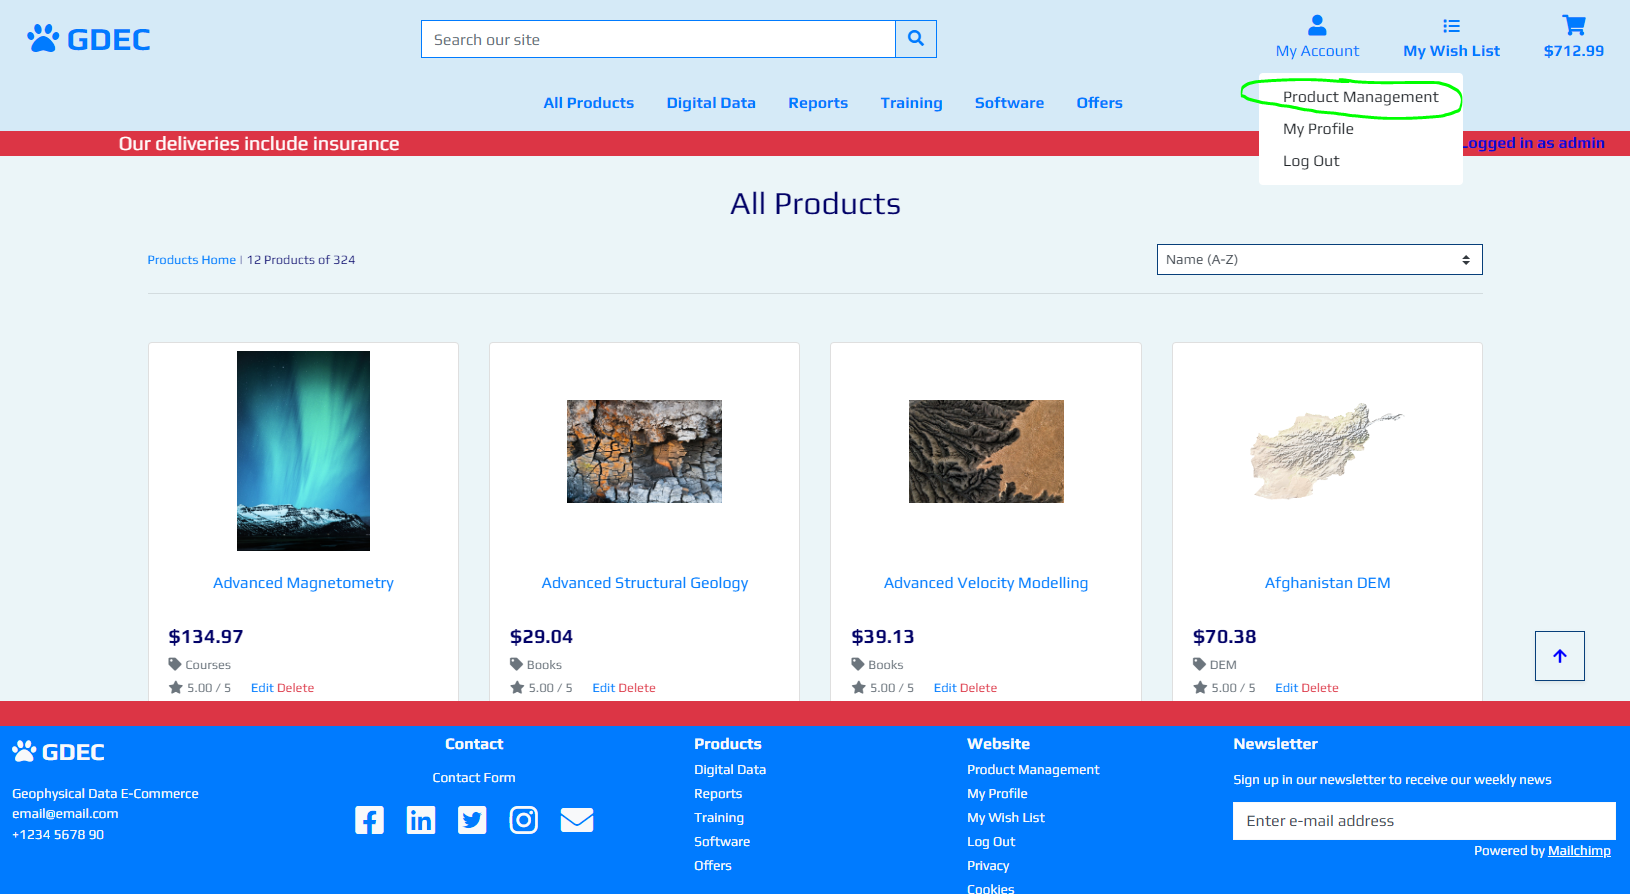 GDEC
Search our site
My Account
My Wish List
$712.99
All Products
Digital Data
Reports
Training
Software
Offers
Product Management
My Profile
Log Out
Our deliveries include insurance
Logged in as admin
All Products
Products Home | 12 Products of 324
Name (A-Z)
Advanced Magnetometry
$134.97
Courses
5.00 / 5 Edit Delete
Advanced Structural Geology
$29.04
Books
5.00 / 5 Edit Delete
Advanced Velocity Modelling
$39.13
Books
5.00 / 5 Edit Delete
Afghanistan DEM
$70.38
DEM
5.00 / 5 Edit Delete
GDEC
Geophysical Data E-Commerce
email@email.com
+1234 5678 90
Contact
Contact Form
Products
Digital Data
Reports
Training
Software
Offers
Website
Product Management
My Profile
My Wish List
Log Out
Privacy
Cookies
Newsletter
Sign up in our newsletter to receive our weekly news
Enter e-mail address
Powered by Mailchimp